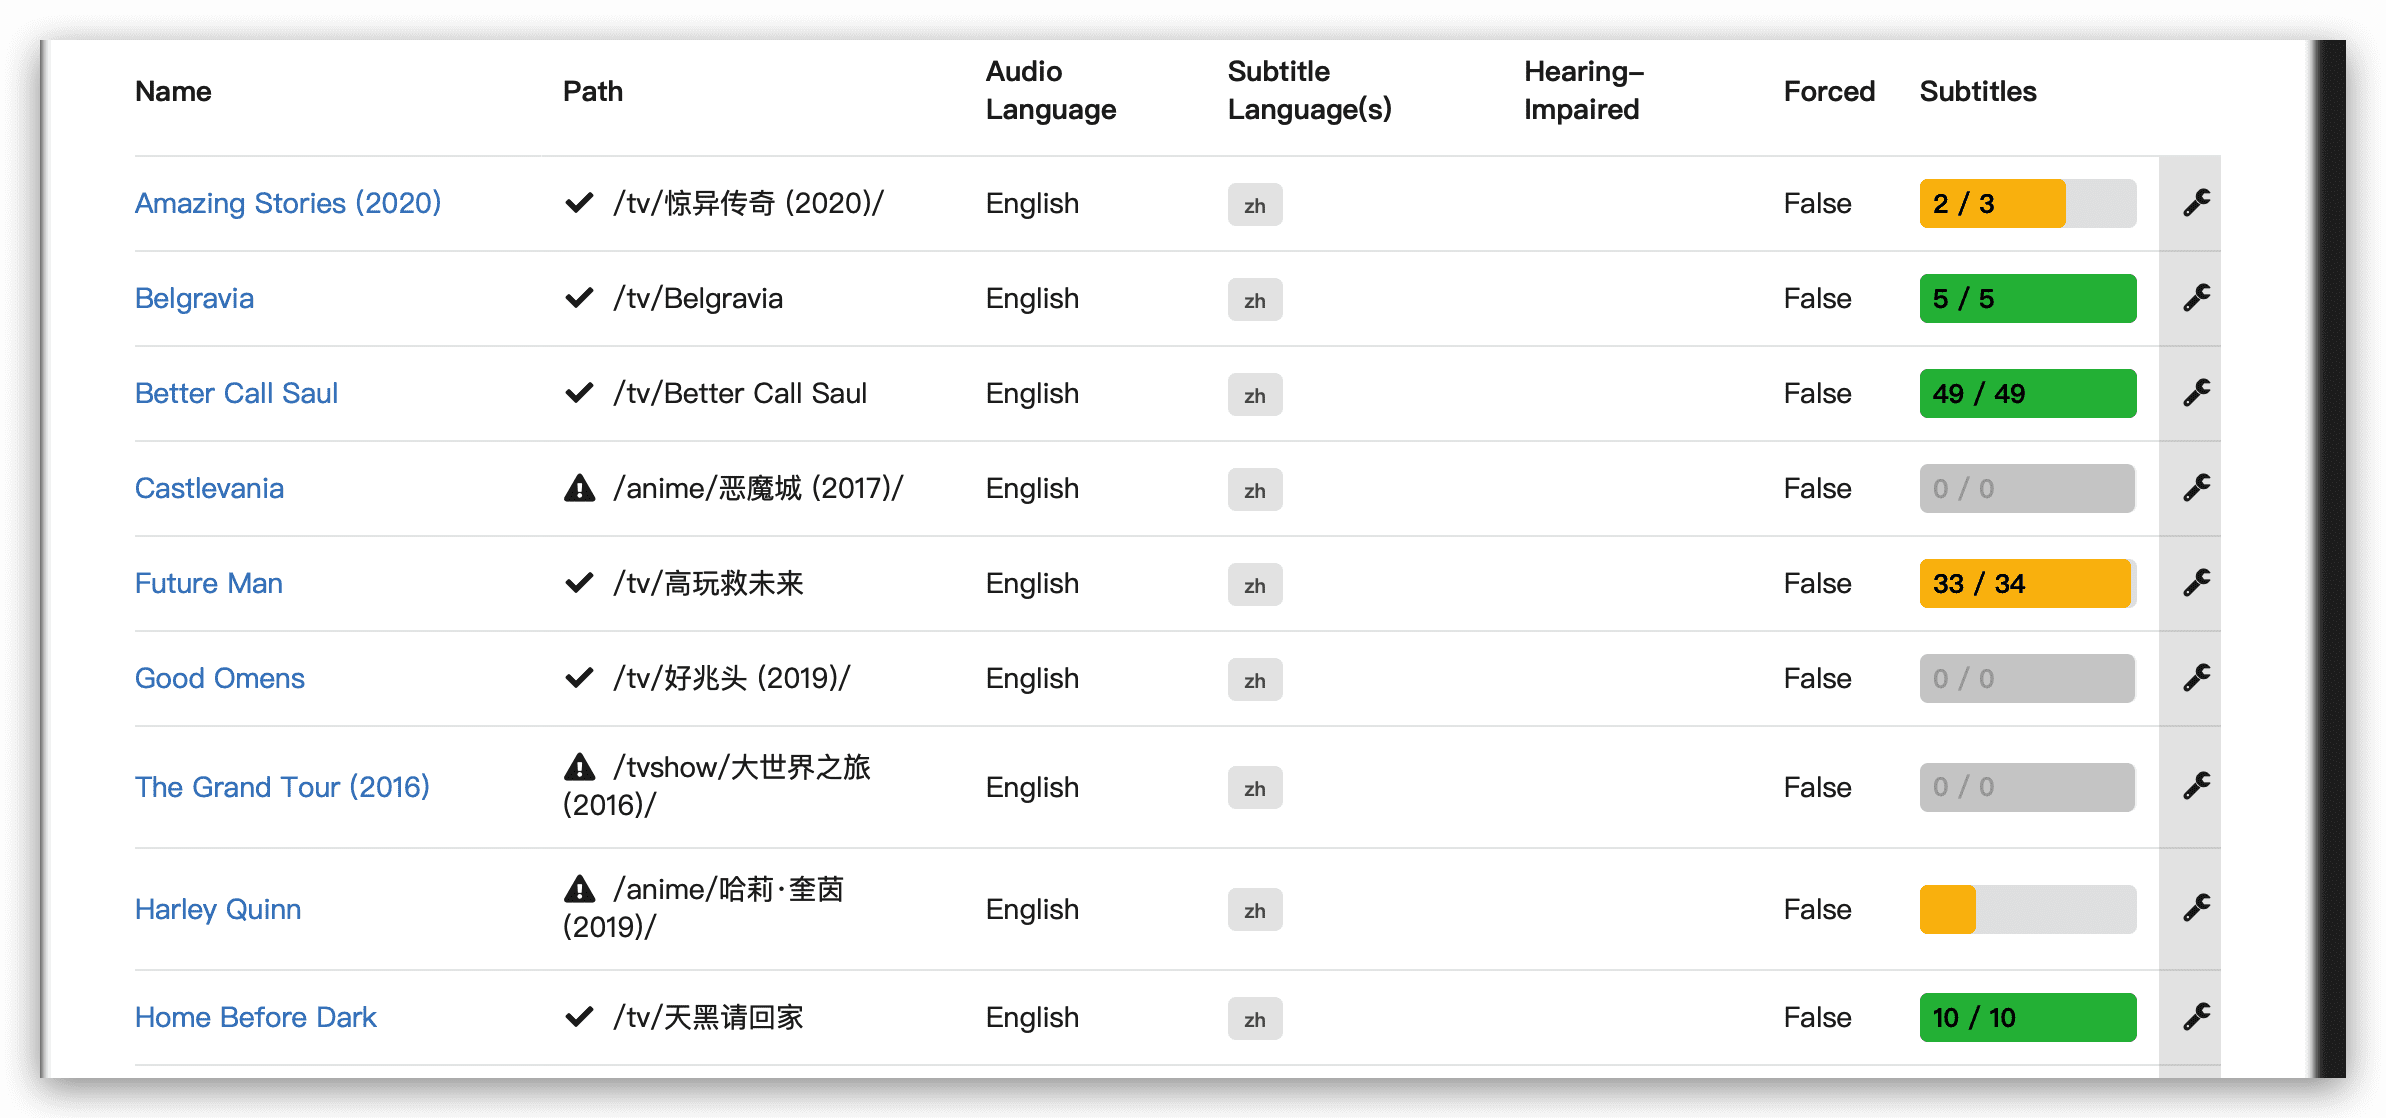 Name Path Audio Language Subtitle Language(s) Hearing-Impaired Forced Subtitles
Amazing Stories (2020) /tv/惊异传奇 (2020)/ English zh False 2 / 3
Belgravia /tv/Belgravia English zh False 5 / 5
Better Call Saul /tv/Better Call Saul English zh False 49 / 49
Castlevania /anime/恶魔城 (2017)/ English zh False 0 / 0
Future Man /tv/高玩救未来 English zh False 33 / 34
Good Omens /tv/好兆头 (2019)/ English zh False 0 / 0
The Grand Tour (2016) /tvshow/大世界之旅 (2016)/ English zh False 0 / 0
Harley Quinn /anime/哈莉·奎茵 (2019)/ English zh False
Home Before Dark /tv/天黑请回家 English zh False 10 / 10